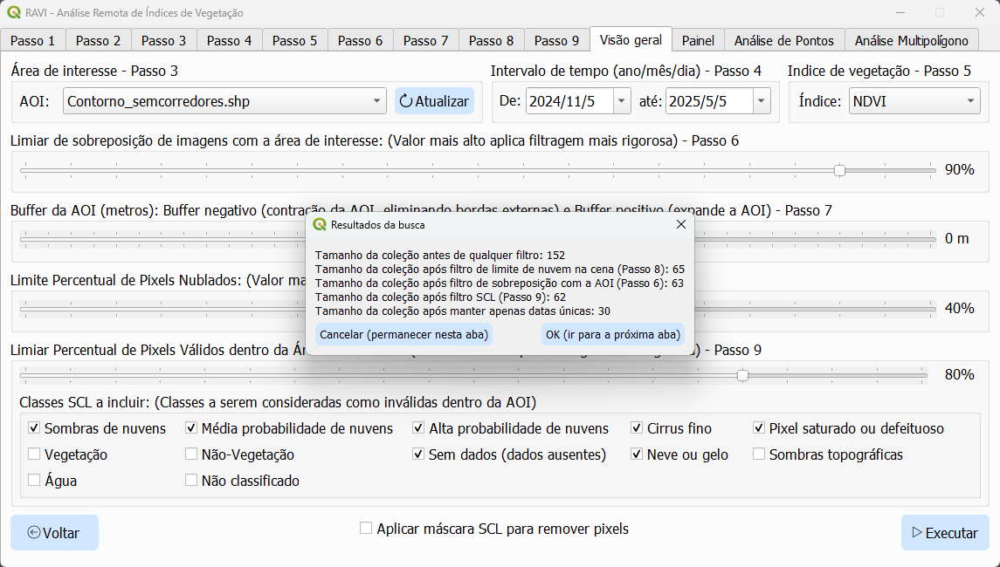 RAVI - Análise Remota de Índices de Vegetação
Passo 1 Passo 2 Passo 3 Passo 4 Passo 5 Passo 6 Passo 7 Passo 8 Passo 9 Visão geral Painel Análise de Pontos Análise Multipolígono
Área de interesse - Passo 3 Intervalo de tempo (ano/mês/dia) - Passo 4 Indice de vegetação - Passo 5
AOI: Contorno_semcorredores.shp Atualizar De: 2024/11/5 até: 2025/5/5 Índice: NDVI
Limiar de sobreposição de imagens com a área de interesse: (Valor mais alto aplica filtragem mais rigorosa) - Passo 6
90%
Buffer da AOI (metros): Buffer negativo (contração da AOI, eliminando bordas externas) e Buffer positivo (expande a AOI) - Passo 7
0 m
Resultados da busca
Tamanho da coleção antes de qualquer filtro: 152
Tamanho da coleção após filtro de limite de nuvem na cena (Passo 8): 65
Tamanho da coleção após filtro de sobreposição com a AOI (Passo 6): 63
Tamanho da coleção após filtro SCL (Passo 9): 62
Tamanho da coleção após manter apenas datas únicas: 30
Cancelar (permanecer nesta aba) OK (ir para a próxima aba)
Limite Percentual de Pixels Nublados: (Valor
40%
Limiar Percentual de Pixels Válidos dentro da - Passo 9
80%
Classes SCL a incluir: (Classes a serem consideradas como inválidas dentro da AOI)
Sombras de nuvens Média probabilidade de nuvens Alta probabilidade de nuvens Cirrus fino Pixel saturado ou defeituoso
Vegetação Não-Vegetação Sem dados (dados ausentes) Neve ou gelo Sombras topográficas
Água Não classificado
Voltar Aplicar máscara SCL para remover pixels Executar